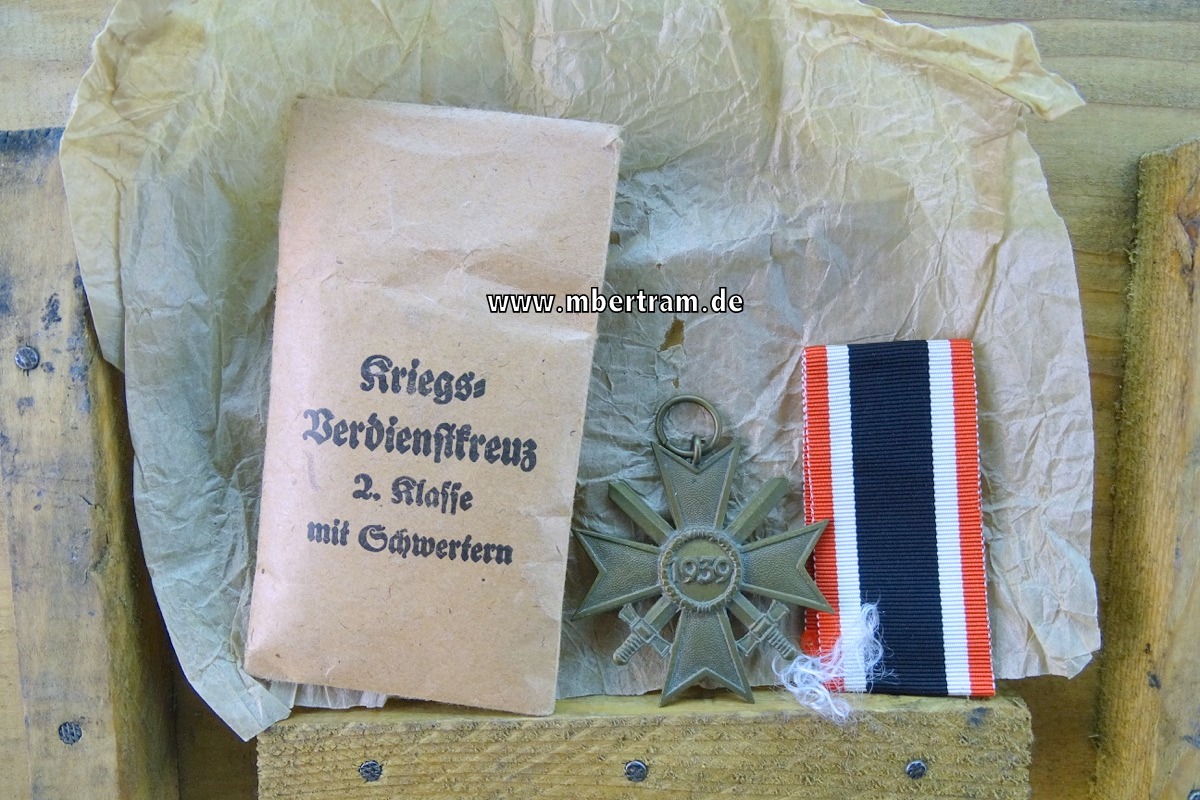 www.mbertram.de
Kriegs-
Verdienstkreuz
2. Klasse
mit Schwertern
1939